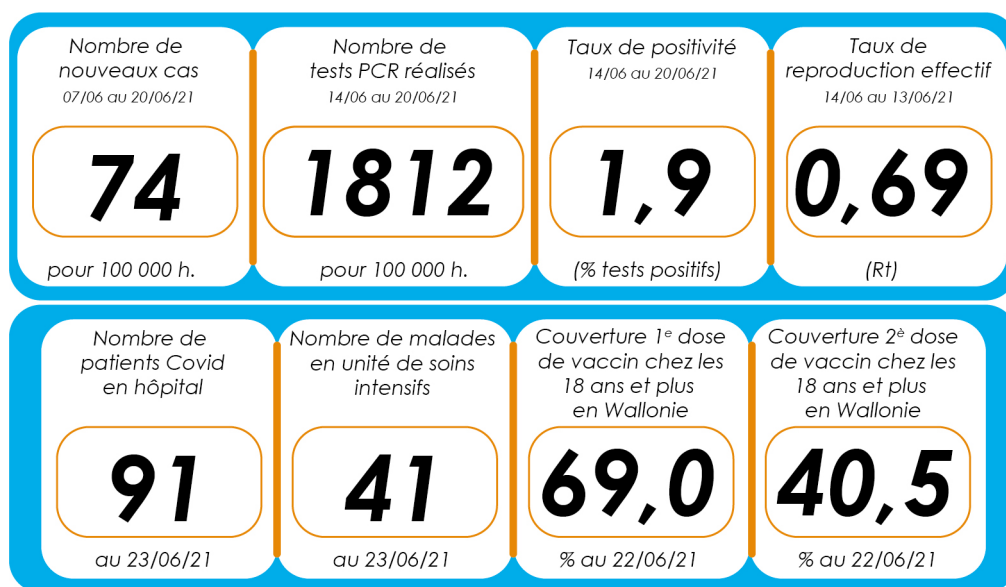 Nombre de
nouveaux cas
07/06 au 20/06/21
74
pour 100 000 h.
Nombre de
tests PCR réalisés
14/06 au 20/06/21
1812
pour 100 000 h.
Taux de positivité
14/06 au 20/06/21
1,9
(% tests positifs)
Taux de
reproduction effectif
14/06 au 13/06/21
0,69
(Rt)
Nombre de
patients Covid
en hôpital
91
au 23/06/21
Nombre de malades
en unité de soins
intensifs
41
au 23/06/21
Couverture 1e dose
de vaccin chez les
18 ans et plus
en Wallonie
69,0
% au 22/06/21
Couverture 2è dose
de vaccin chez les
18 ans et plus
en Wallonie
40,5
% au 22/06/21